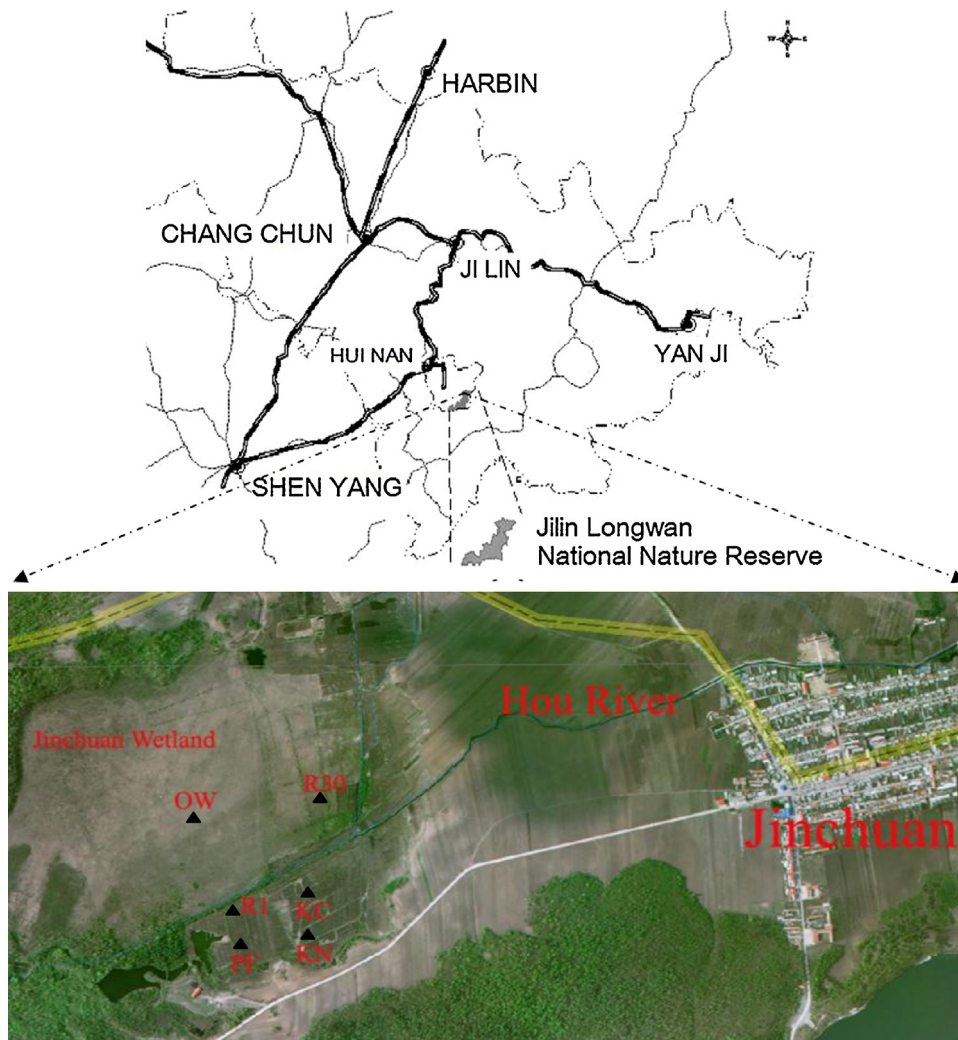 HARBIN
CHANG CHUN
JI LIN
HUI NAN
YAN JI
SHEN YANG
Jilin Longwan
National Nature Reserve
Hou River
Jinchuan Wetland
R30
OW
Jinchuan
R1
KC
PF
KN